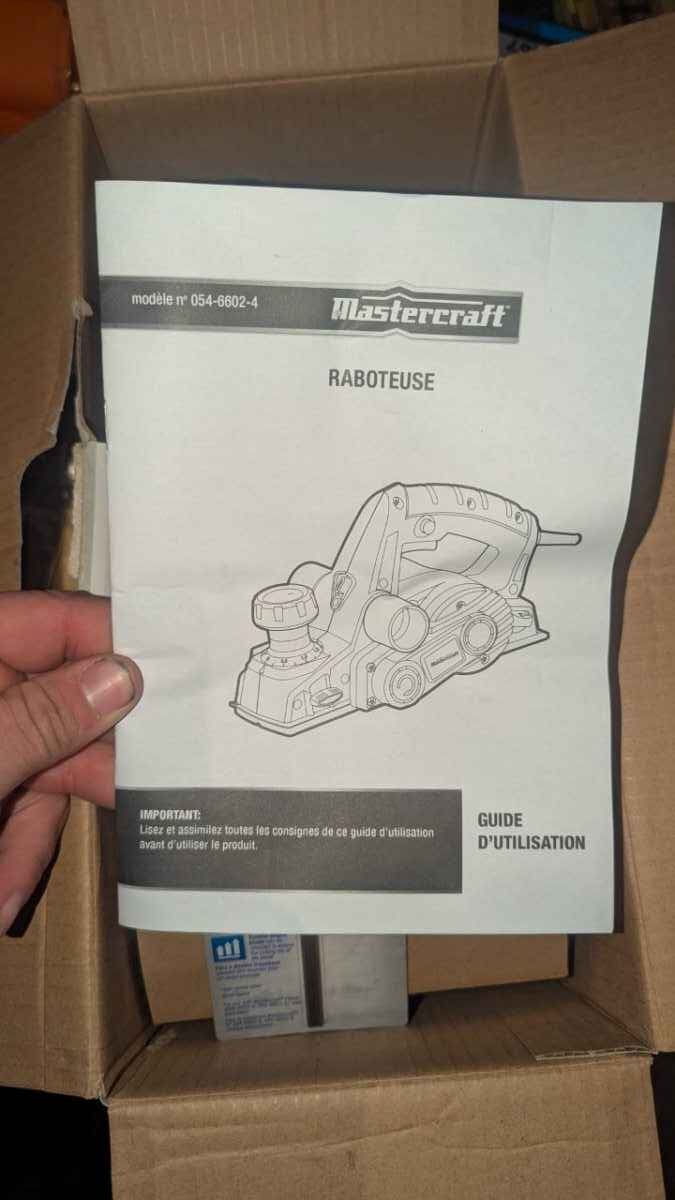 modèle nº 054-6602-4
Mastercraft
RABOTEUSE
IMPORTANT:
Lisez et assimilez toutes les consignes de ce guide d'utilisation
avant d'utiliser le produit.
GUIDE
D'UTILISATION